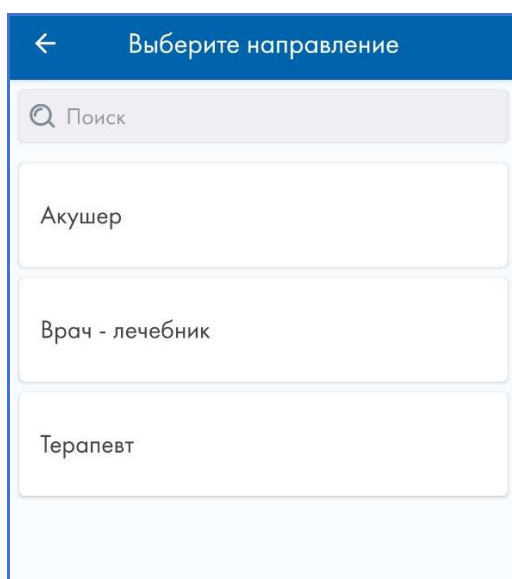 Выберите направление
Поиск
Акушер
Врач - лечебник
Терапевт